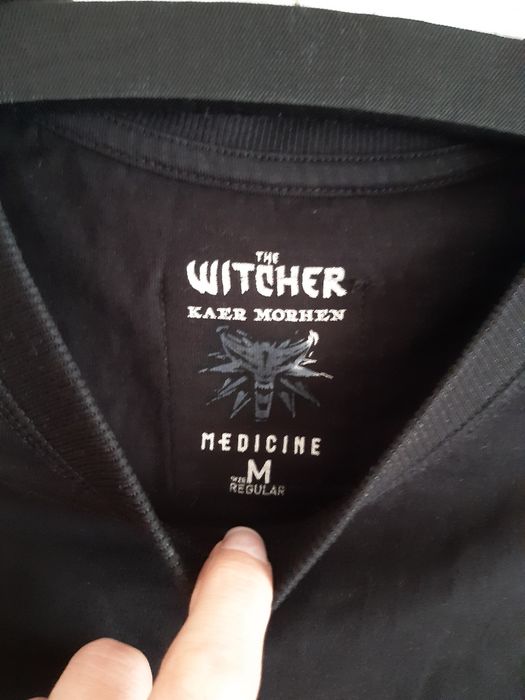 THE
WITCHER
KAER MORHEN
MEDICINE
SIZE M
REGULAR